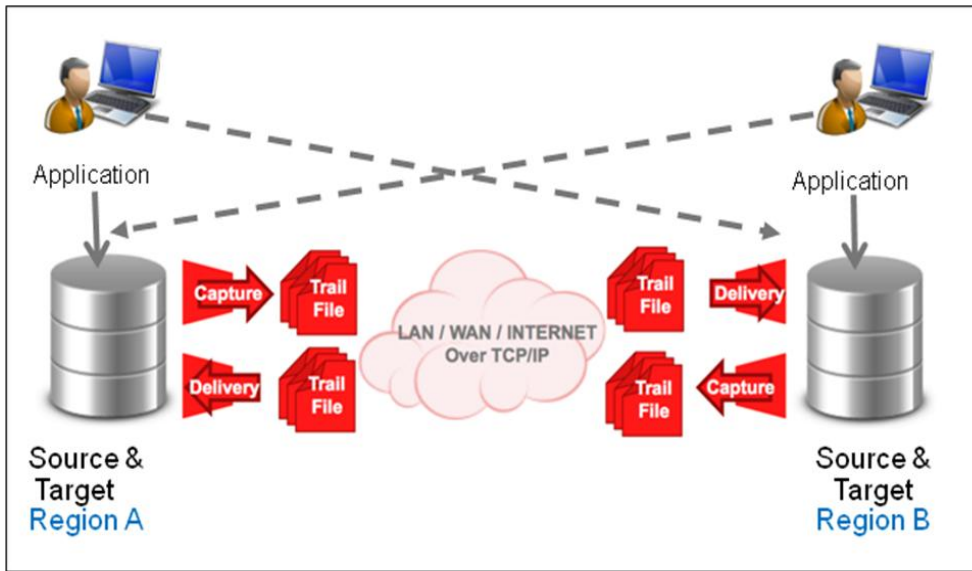 Application
Application
Capture
Trail
File
LAN / WAN / INTERNET
Over TCP/IP
Trail
File
Delivery
Delivery
Trail
File
Trail
File
Capture
Source &
Target
Region A
Source &
Target
Region B